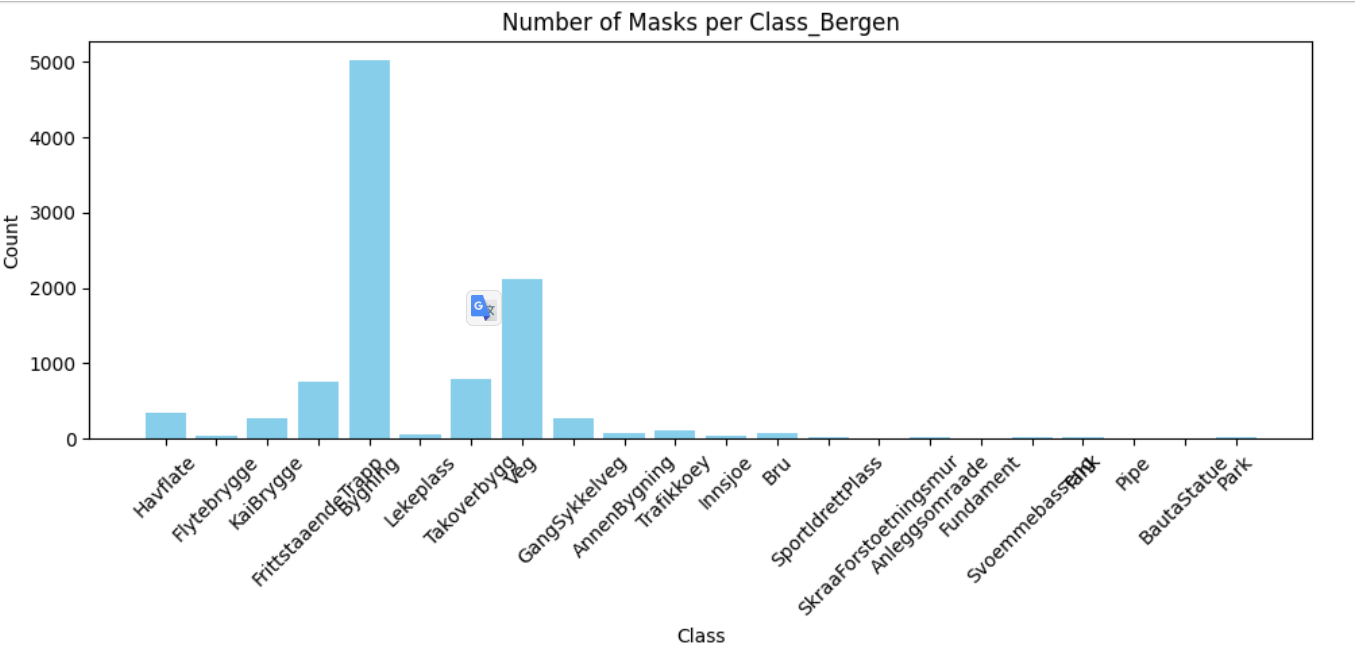 Number of Masks per Class_Bergen
5000
4000
3000
2000
1000
0
Count
Havflate
Flytebrygge
KaiBrygge
FrittstaaendeTrapp
Bygning
Lekeplass
Takoverbygg
Veg
GangSykkelveg
AnnenBygning
Trafikkoey
Innsjoe
Bru
SportIdrettPlass
SkraaForstoetningsmur
Anleggsomraade
Fundament
Svoemmebasseng
Tank
Pipe
BautaStatue
Park
Class